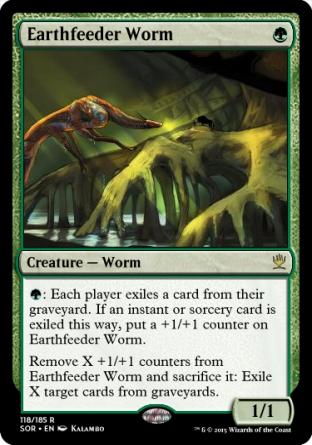 Earthfeeder Worm
Creature — Worm
: Each player exiles a card from their
graveyard. If an instant or sorcery card is
exiled this way, put a +1/+1 counter on
Earthfeeder Worm.
Remove X +1/+1 counters from
Earthfeeder Worm and sacrifice it: Exile
X target cards from graveyards.
1/1
118/185 R
SOR • EN Kalambo
™ & © 2015 Wizards of the Coast